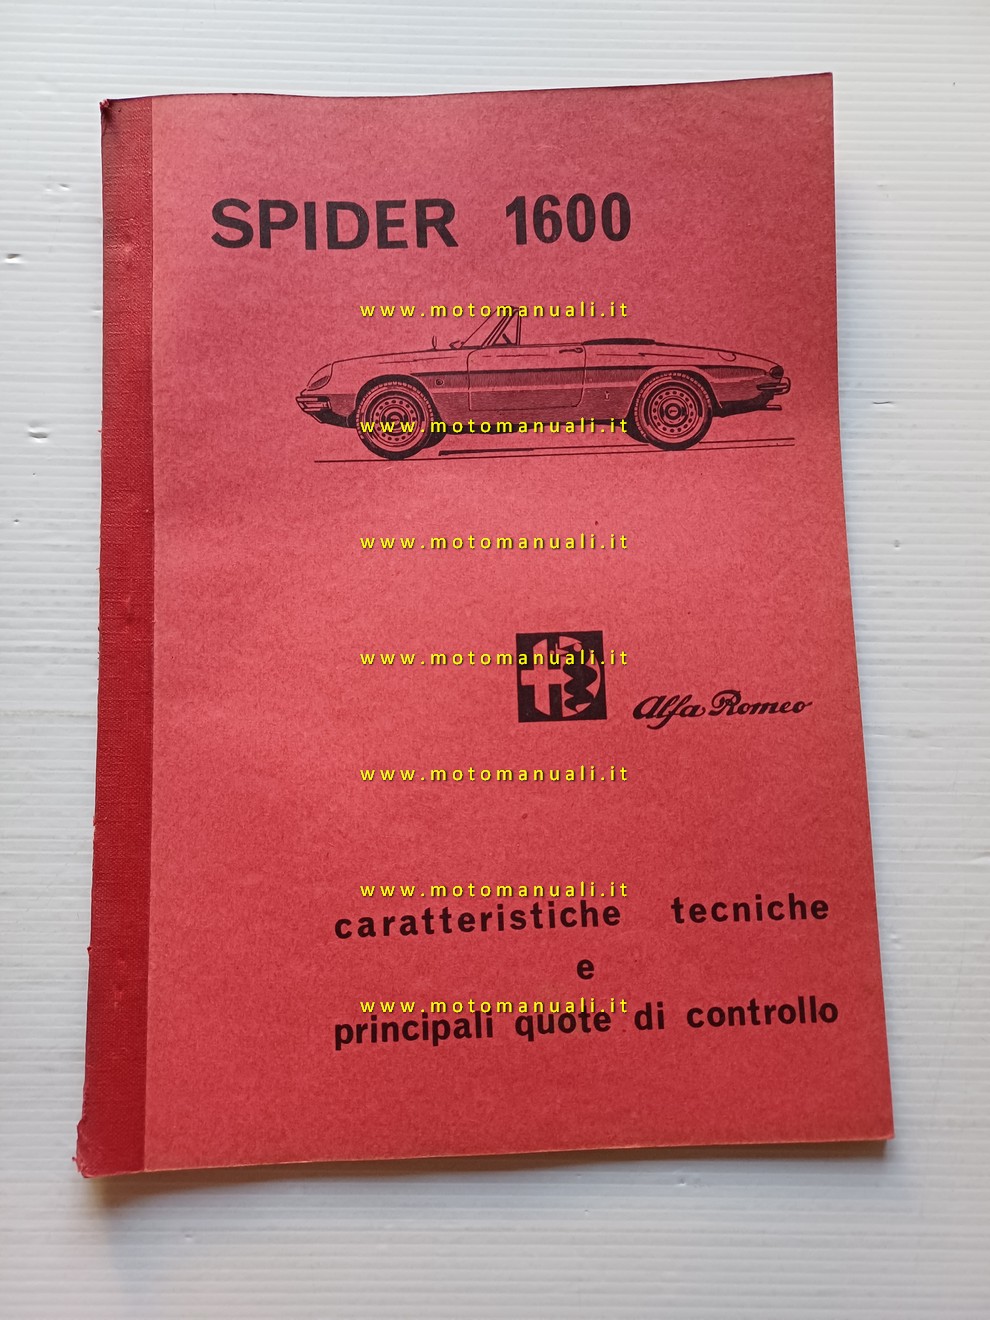 SPIDER 1600
www.motomanuali.it
www.motomanuali.it
www.motomanuali.it
www.motomanuali.it
Alfa Romeo
www.motomanuali.it
www.motomanuali.it
caratteristiche tecniche
e
www.motomanuali.it
principali quote di controllo